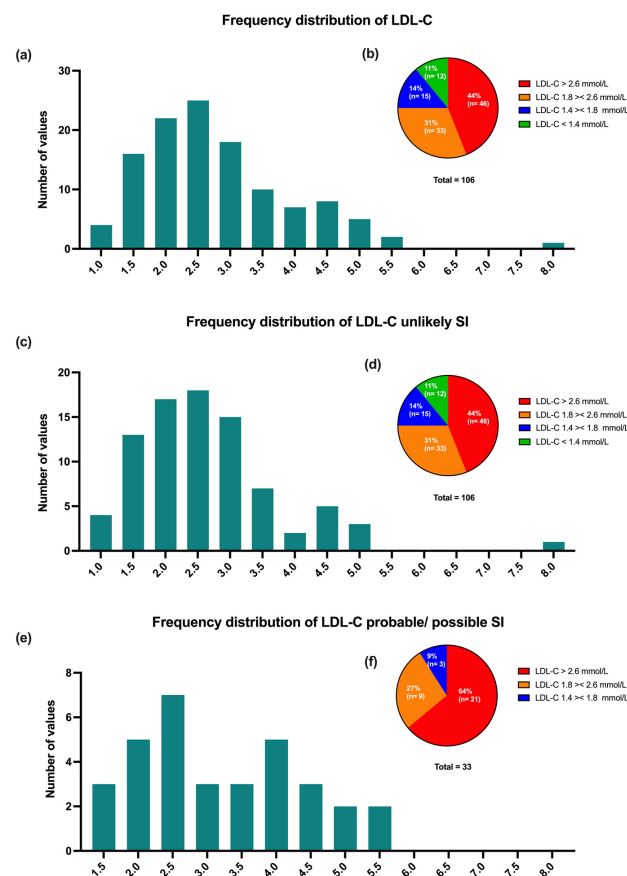 Frequency distribution of LDL-C
(a)
(b)
30
20
10
0
Number of values
1.0 1.5 2.0 2.5 3.0 3.5 4.0 4.5 5.0 5.5 6.0 6.5 7.0 7.5 8.0
11%
(n= 12)
14%
(n= 15)
44%
(n= 46)
31%
(n= 33)
LDL-C > 2.6 mmol/L
LDL-C 1.8 >< 2.6 mmol/L
LDL-C 1.4 >< 1.8 mmol/L
LDL-C < 1.4 mmol/L
Total = 106
Frequency distribution of LDL-C unlikely SI
(c)
(d)
20
15
10
5
0
Number of values
1.0 1.5 2.0 2.5 3.0 3.5 4.0 4.5 5.0 5.5 6.0 6.5 7.0 7.5 8.0
11%
(n= 12)
14%
(n= 15)
44%
(n= 46)
31%
(n= 33)
LDL-C > 2.6 mmol/L
LDL-C 1.8 >< 2.6 mmol/L
LDL-C 1.4 >< 1.8 mmol/L
LDL-C < 1.4 mmol/L
Total = 106
Frequency distribution of LDL-C probable/ possible SI
(e)
(f)
8
6
4
2
0
Number of values
1.5 2.0 2.5 3.0 3.5 4.0 4.5 5.0 5.5 6.0 6.5 7.0 7.5 8.0
9%
(n= 3)
27%
(n= 9)
64%
(n= 21)
LDL-C > 2.6 mmol/L
LDL-C 1.8 >< 2.6 mmol/L
LDL-C 1.4 >< 1.8 mmol/L
Total = 33